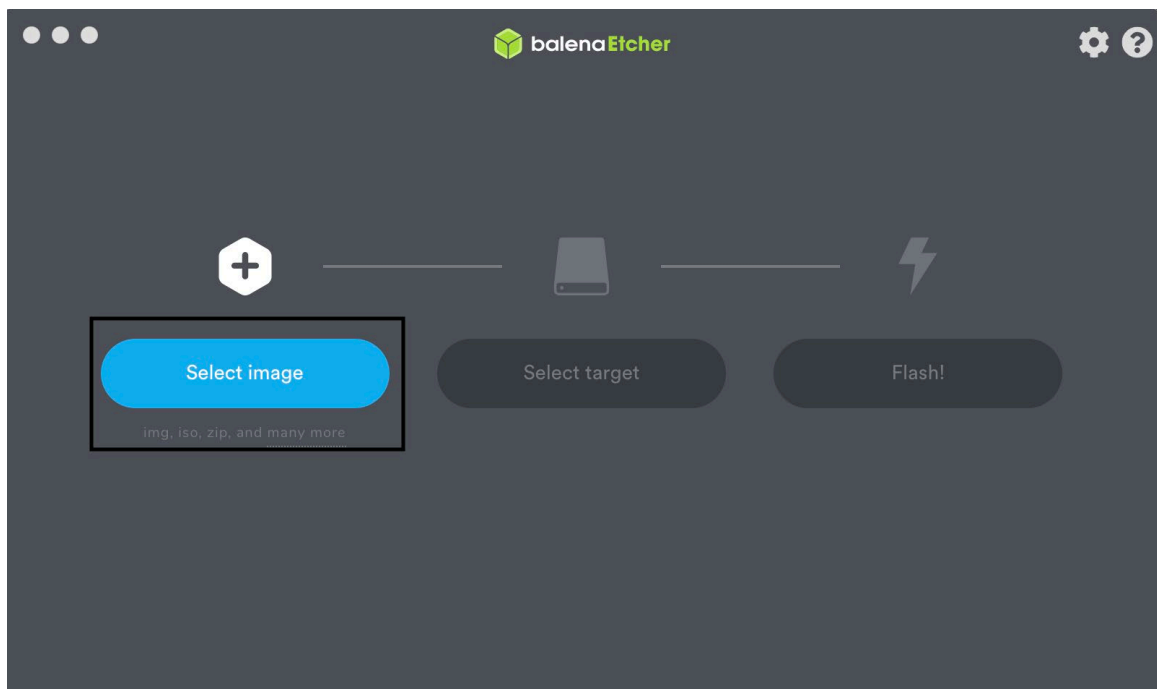 balenaEtcher
Select image
Select target
Flash!
img, iso, zip, and many more